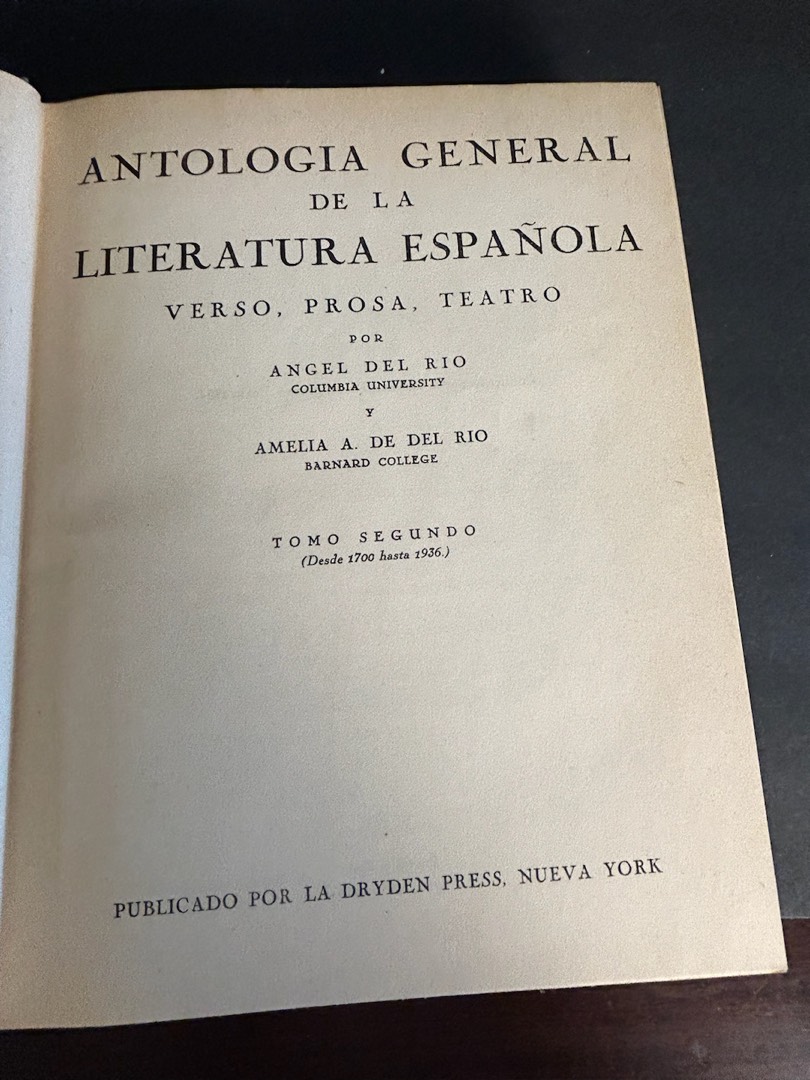 ANTOLOGIA GENERAL
DE LA
LITERATURA ESPAÑOLA
VERSO, PROSA, TEATRO
POR
ANGEL DEL RIO
COLUMBIA UNIVERSITY
Y
AMELIA A. DE DEL RIO
BARNARD COLLEGE
TOMO SEGUNDO
(Desde 1700 hasta 1936.)
PUBLICADO POR LA DRYDEN PRESS, NUEVA YORK